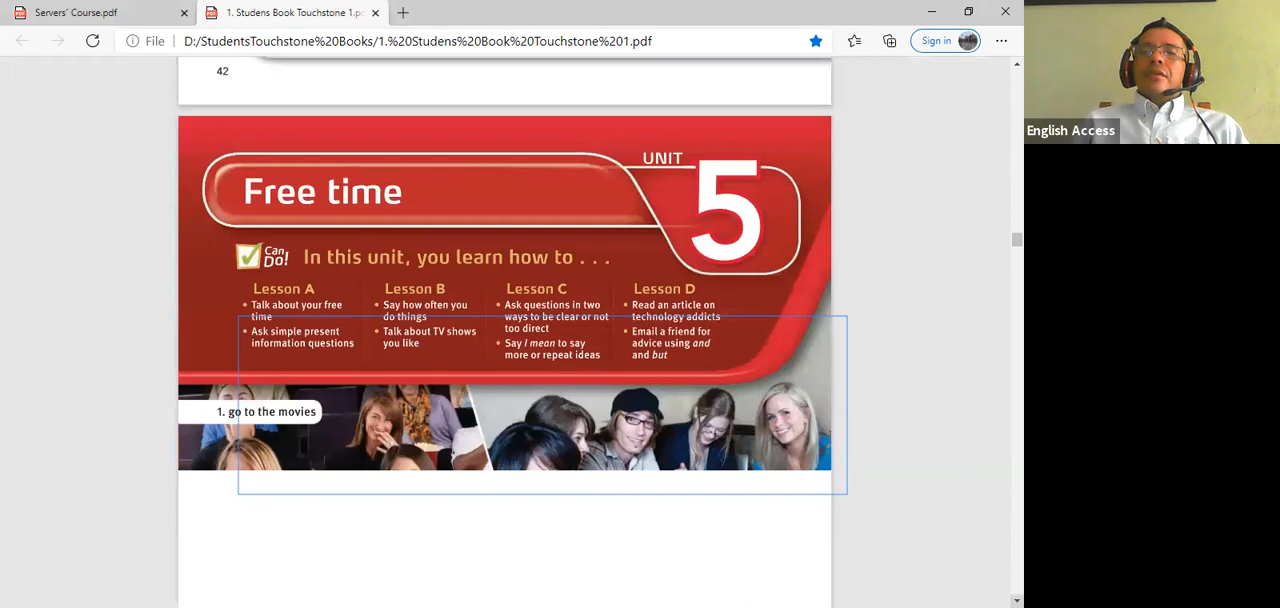 Servers' Course.pdf
1. Studens Book Touchstone 1.pc
File
D:/StudentsTouchstone%20Books/1.%20Studens%20Book%20Touchstone%201.pdf
Sign in
English Access
42
UNIT 5
Free time
Can Do!
In this unit, you learn how to . . .
Lesson A
• Talk about your free
time
• Ask simple present
information questions
Lesson B
• Say how often you
do things
• Talk about TV shows
you like
Lesson C
• Ask questions in two
ways to be clear or not
too direct
• Say I mean to say
more or repeat ideas
Lesson D
• Read an article on
technology addicts
• Email a friend for
advice using and
and but
1. go to the movies